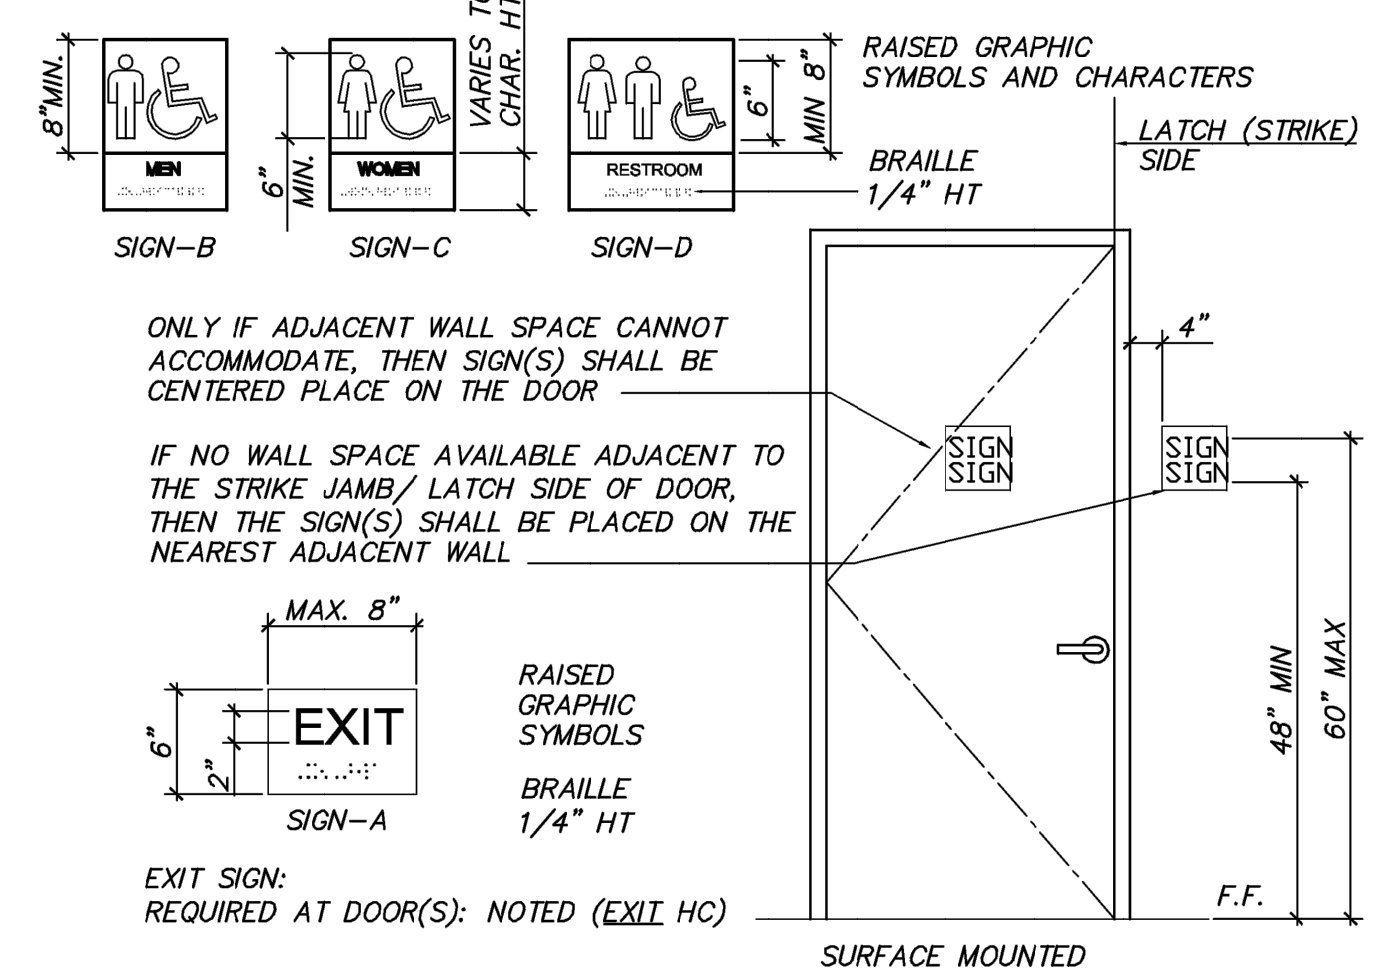 VARIES TO
CHAR. HT
8"MIN.
MEN
SIGN-B
6"
MIN.
WOMEN
SIGN-C
RESTROOM
SIGN-D
6"
MIN 8"
RAISED GRAPHIC
SYMBOLS AND CHARACTERS
BRAILLE
1/4" HT
LATCH (STRIKE)
SIDE
ONLY IF ADJACENT WALL SPACE CANNOT
ACCOMMODATE, THEN SIGN(S) SHALL BE
CENTERED PLACE ON THE DOOR
IF NO WALL SPACE AVAILABLE ADJACENT TO
THE STRIKE JAMB/ LATCH SIDE OF DOOR,
THEN THE SIGN(S) SHALL BE PLACED ON THE
NEAREST ADJACENT WALL
4"
SIGN
SIGN
SIGN
SIGN
48" MIN
60" MAX
MAX. 8"
6"
2"
EXIT
SIGN-A
RAISED
GRAPHIC
SYMBOLS
BRAILLE
1/4" HT
EXIT SIGN:
REQUIRED AT DOOR(S): NOTED (EXIT HC)
F.F.
SURFACE MOUNTED